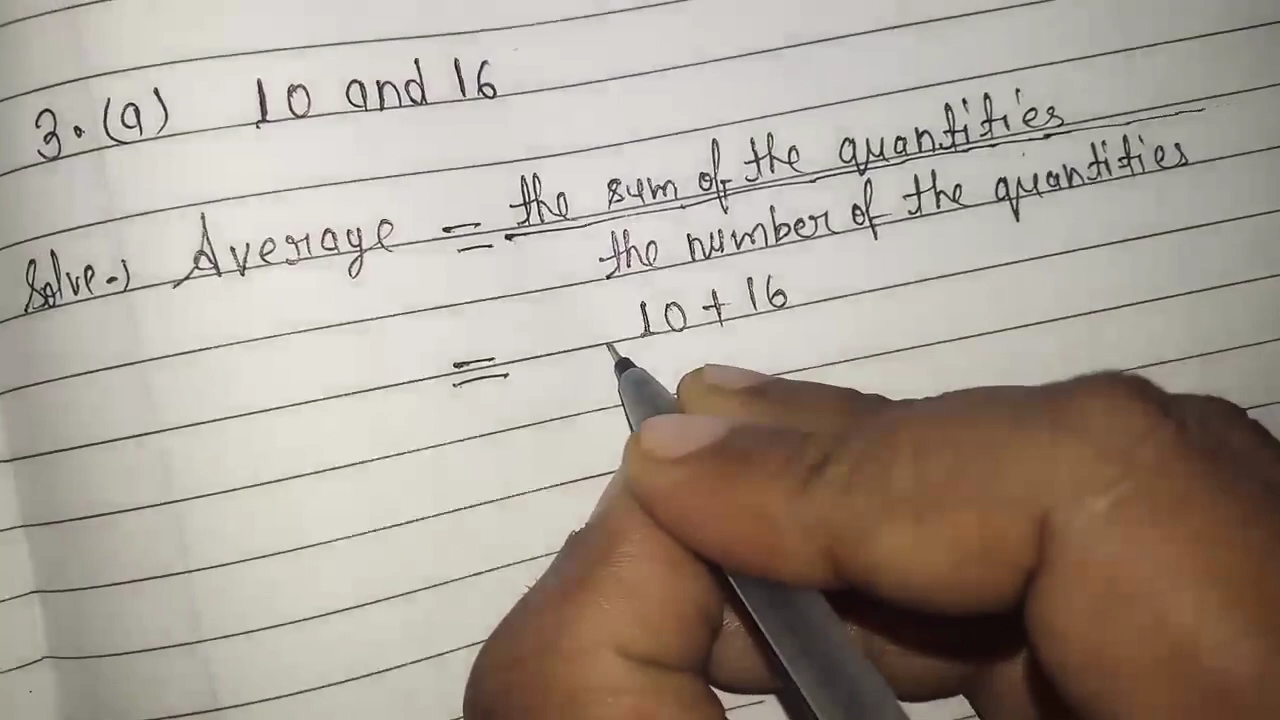 3. (a) 10 and 16
Solve → Average = the sum of the quantities
the number of the quantities
= 10 + 16